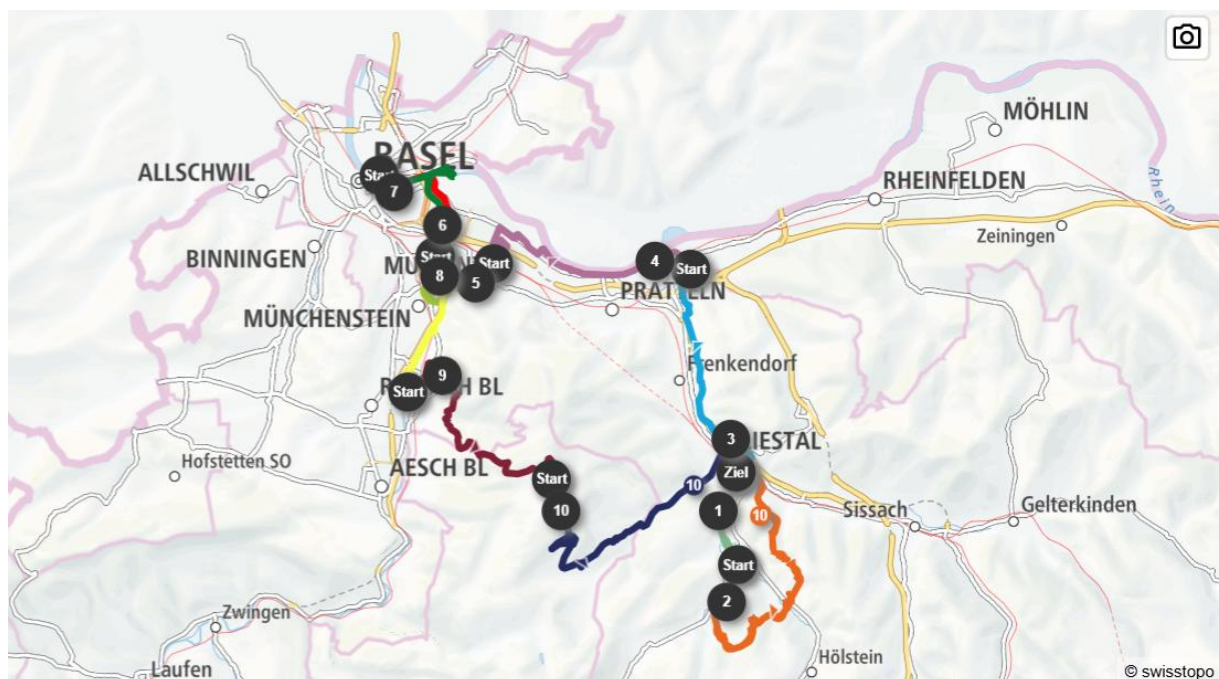 MÖHLIN
BASEL
ALLSCHWIL
Start
7
RHEINFELDEN
Rhein
6
Zeiningen
BINNINGEN
Start
8
5
Start
4
Start
MÜNCHENSTEIN
Frenkendorf
9
Start
AESCH BL
3
Ziel
Hofstetten SO
Start
10
10
1
10
Sissach
Gelterkinden
Start
2
Zwingen
Laufen
Hölstein
© swisstopo